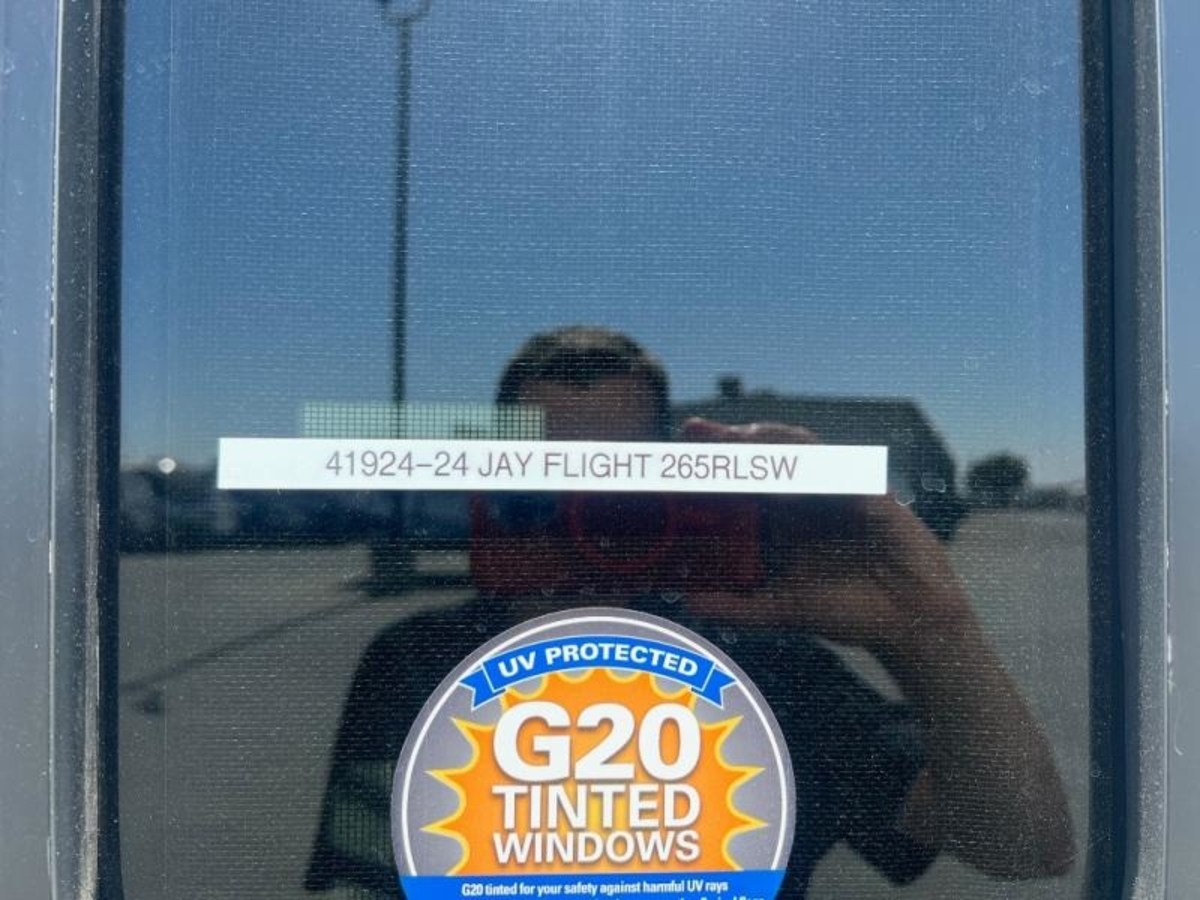 41924-24 JAY FLIGHT 265RLSW
UV PROTECTED
G20
TINTED
WINDOWS
G20 tinted for your safety against harmful UV rays